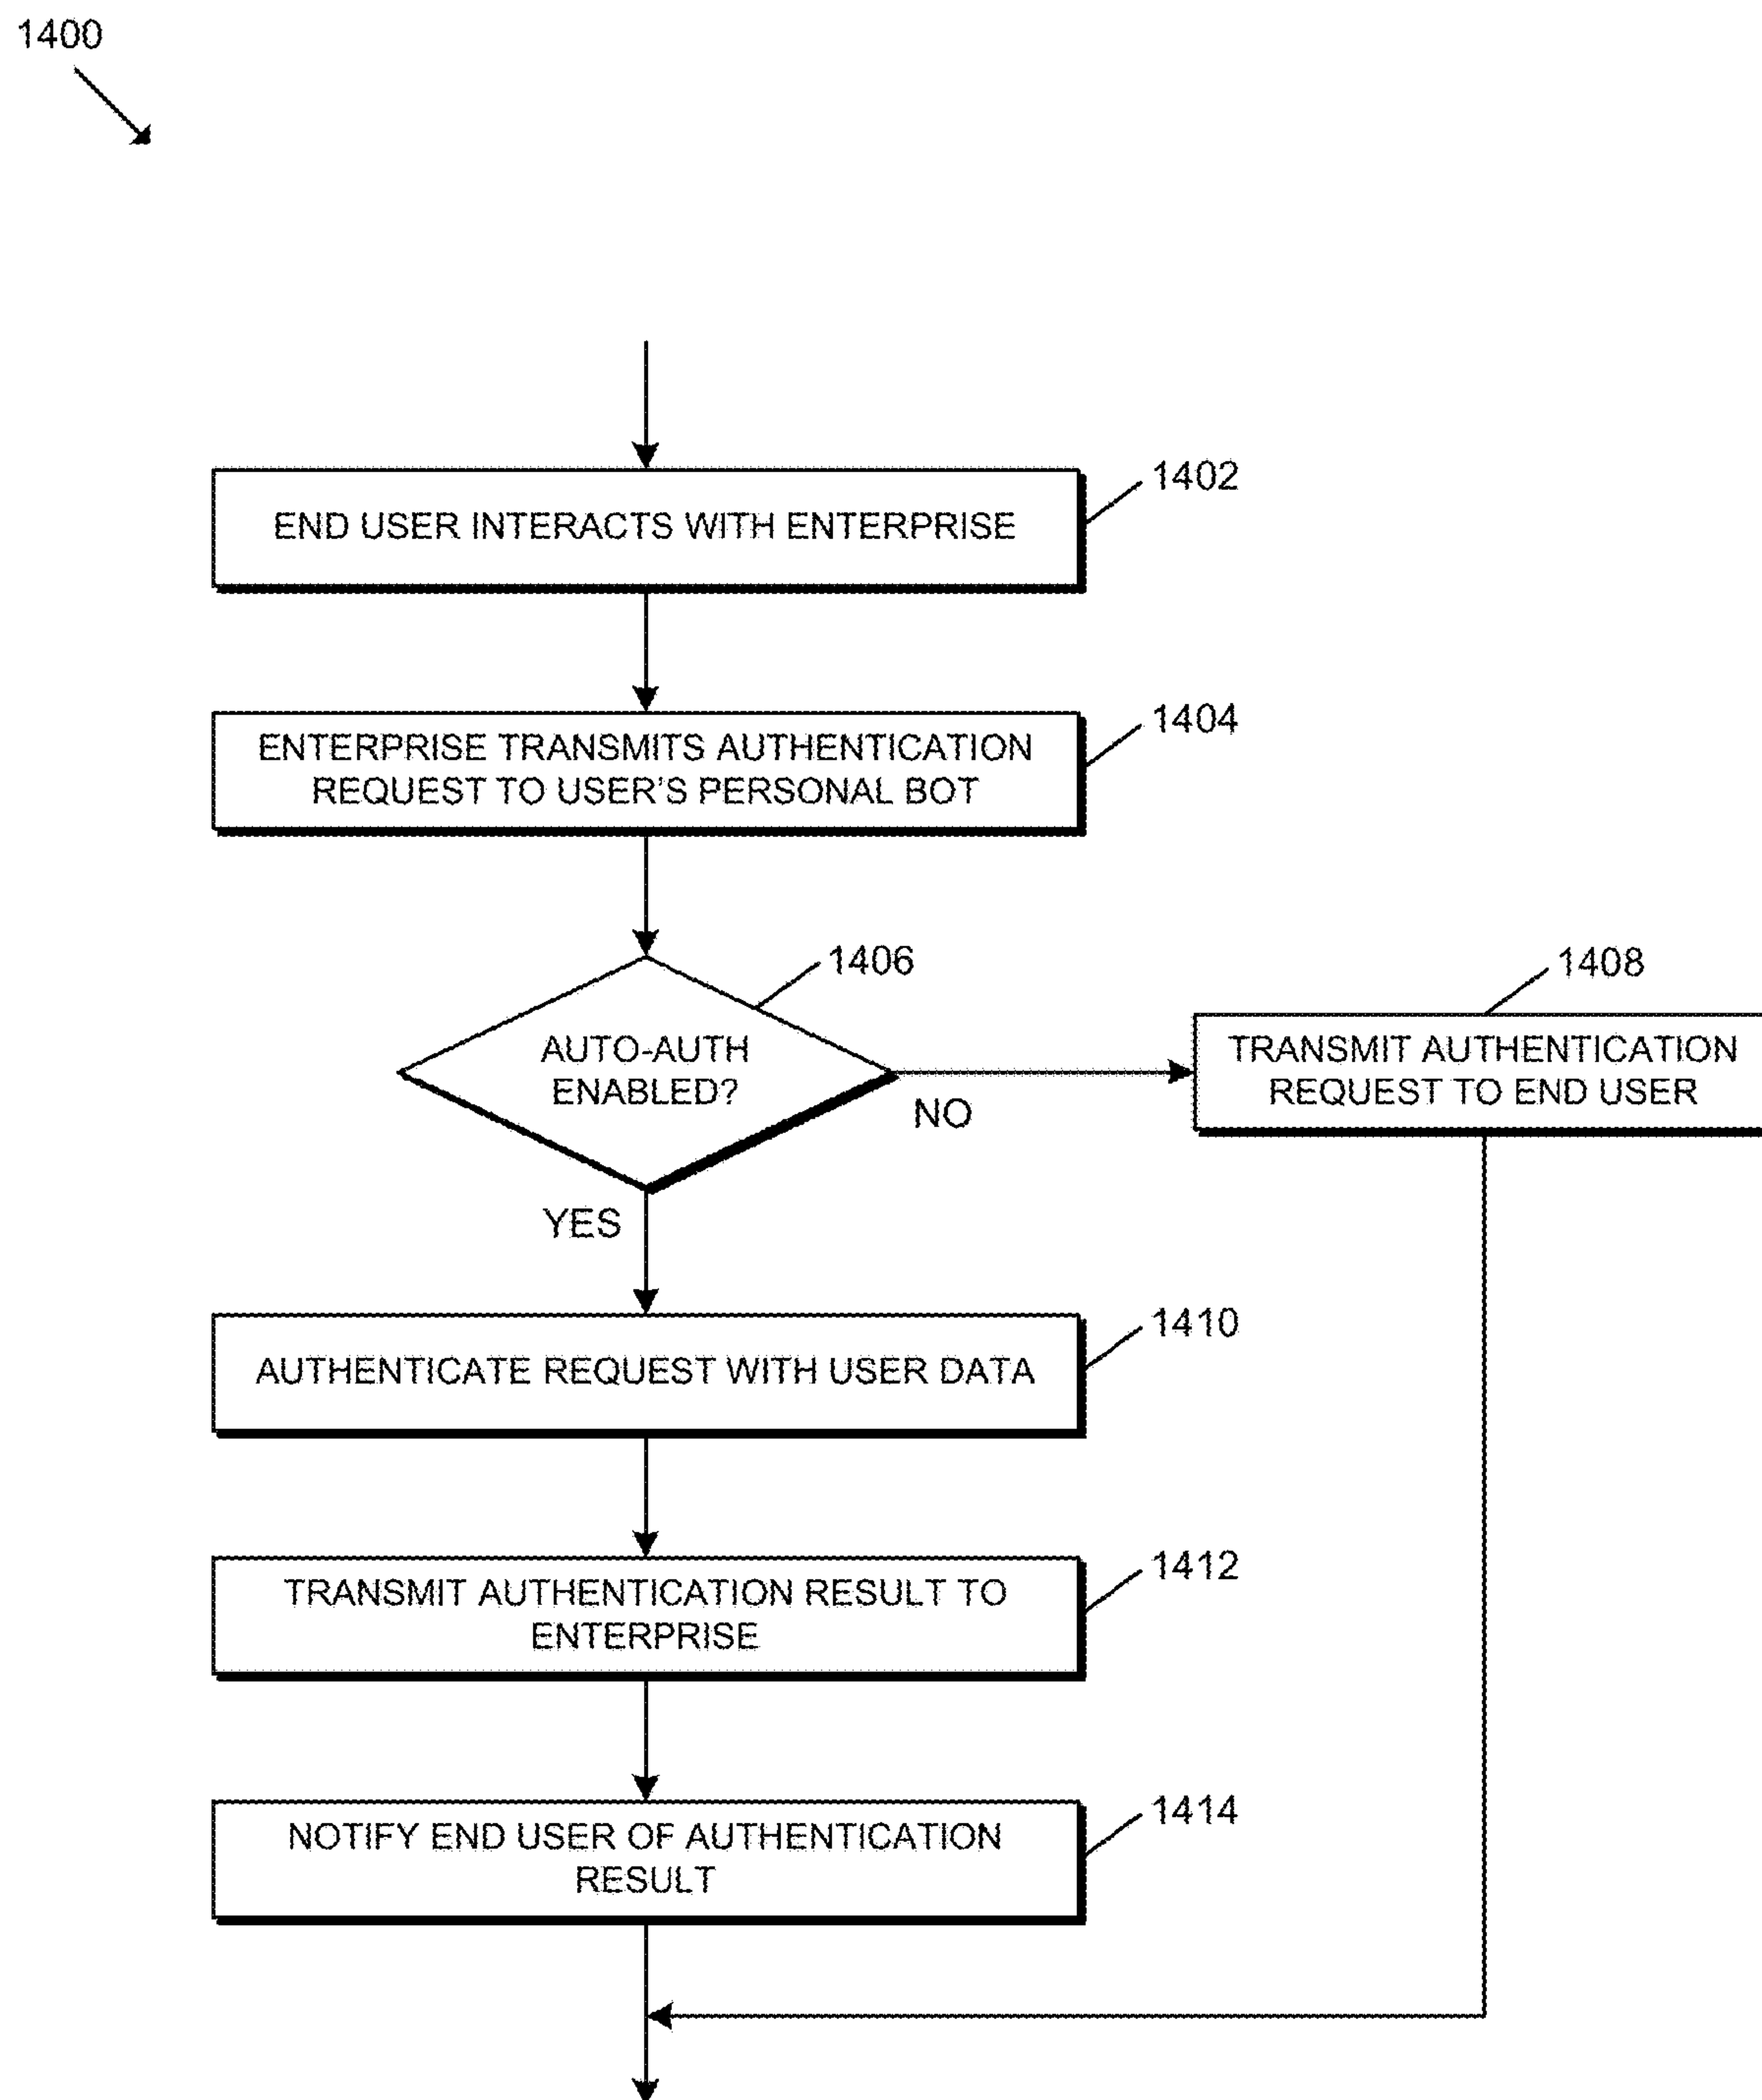 1400
1402
END USER INTERACTS WITH ENTERPRISE
1404
ENTERPRISE TRANSMITS AUTHENTICATION
REQUEST TO USER'S PERSONAL BOT
1406
AUTO-AUTH
ENABLED?
NO
1408
TRANSMIT AUTHENTICATION
REQUEST TO END USER
YES
1410
AUTHENTICATE REQUEST WITH USER DATA
1412
TRANSMIT AUTHENTICATION RESULT TO
ENTERPRISE
1414
NOTIFY END USER OF AUTHENTICATION
RESULT